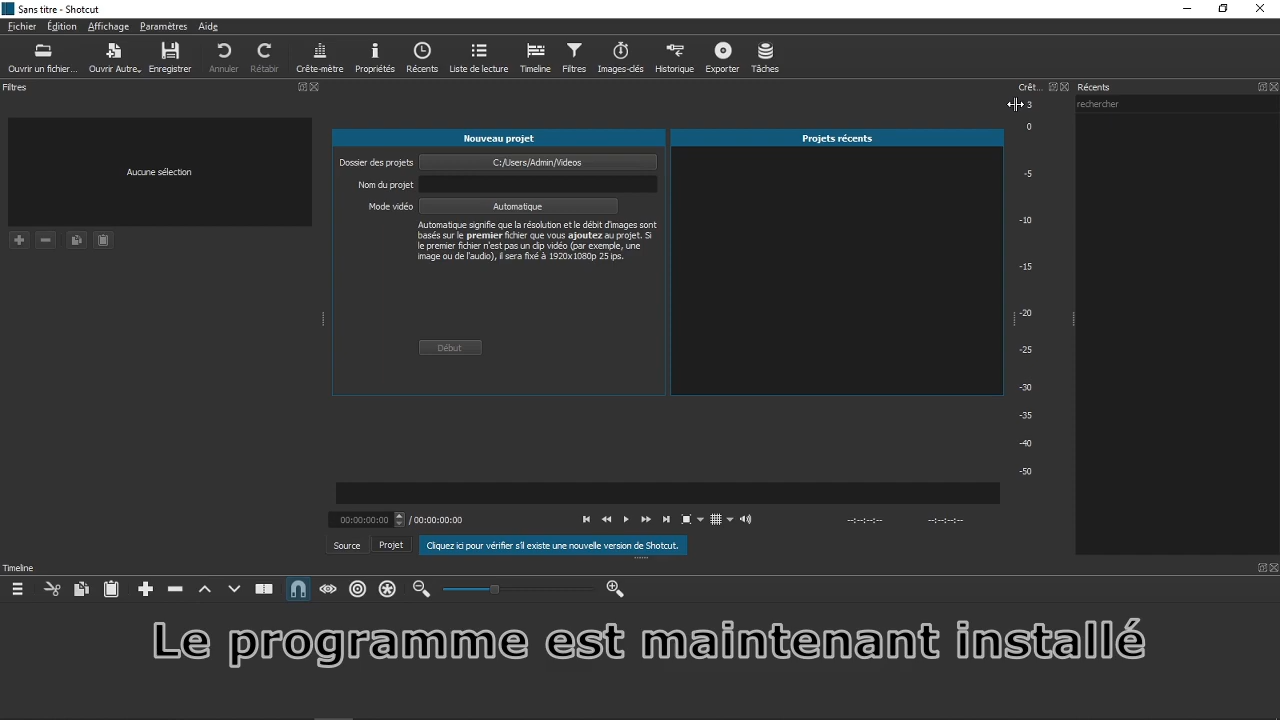 Sans titre - Shotcut
Fichier Édition Affichage Paramètres Aide
Ouvrir un fichier... Ouvrir Autre... Enregistrer Annuler Rétabir Crête-mètre Propriétés Récents Liste de lecture Timeline Filtres Images-clés Historique Exporter Tâches
Filtres
Crêt... Récents
rechercher
Aucune sélection
Nouveau projet
Dossier des projets C:/Users/Admin/Videos
Nom du projet
Mode vidéo Automatique
Automatique signifie que la résolution et le débit d'images sont
basés sur le premier fichier que vous ajoutez au projet. Si
le premier fichier n'est pas un clip vidéo (par exemple, une
image ou de l'audio), il sera fixé à 1920x1080p 25 ips.
Début
Projets récents
3
0
-5
-10
-15
-20
-25
-30
-35
-40
-50
00:00:00:00 / 00:00:00:00 --:--:--:-- --:--:--:--
Source Projet Cliquez ici pour vérifier s'il existe une nouvelle version de Shotcut.
Timeline
Le programme est maintenant installé